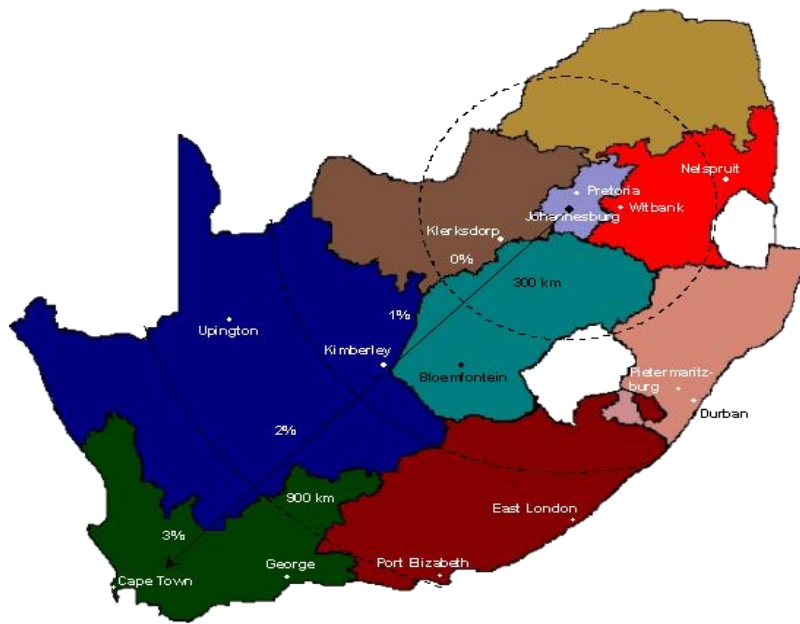 Nelspruit
Pretoria
Johannesburg
Witbank
Klerksdorp
0%
300 km
1%
Upington
Kimberley
Bloemfontein
Pietermaritz-
burg
Durban
2%
900 km
East London
3%
Port Elizabeth
George
Cape Town